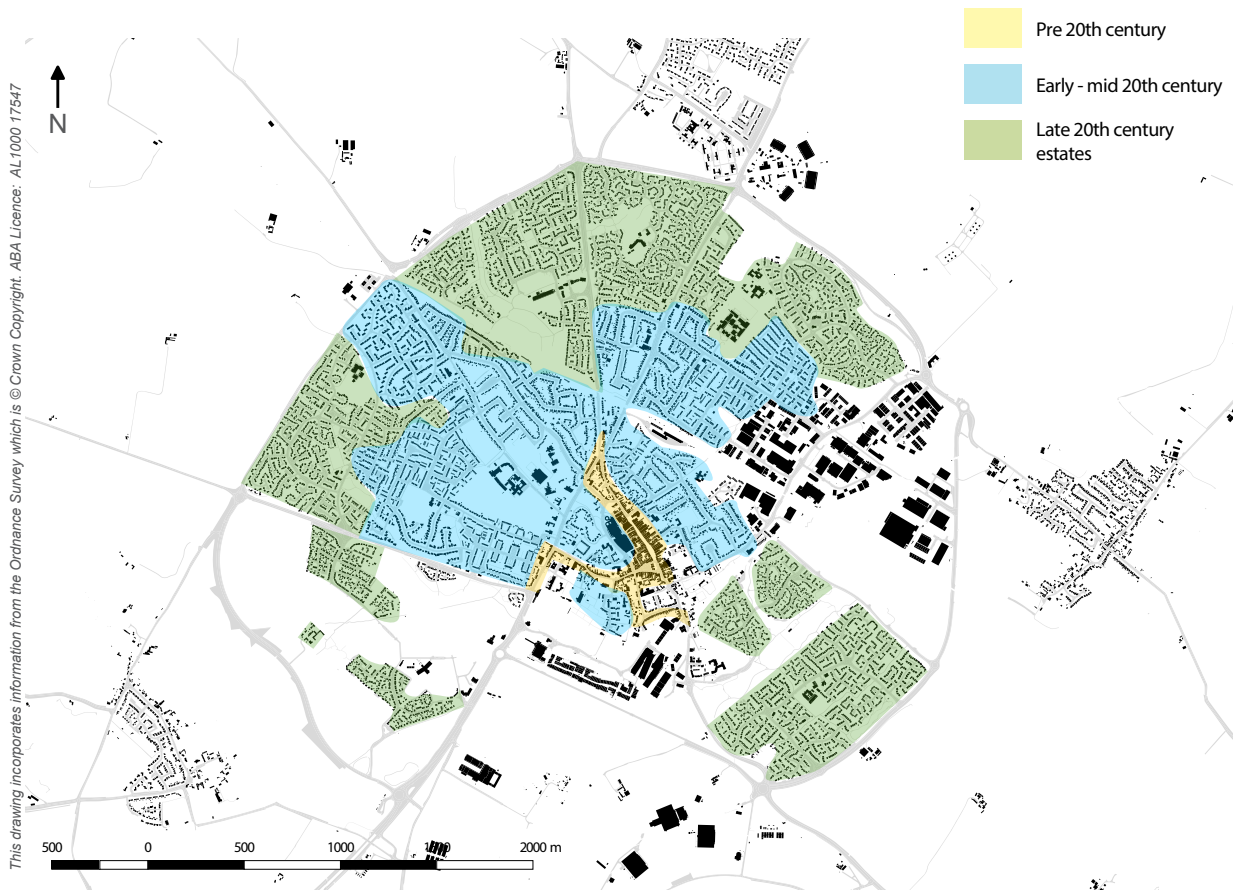 Pre 20th century
Early - mid 20th century
Late 20th century
estates
N
This drawing incorporates information from the Ordnance Survey which is © Crown Copyright. ABA Licence: AL1000 17547
500 0 500 1000 2000 m